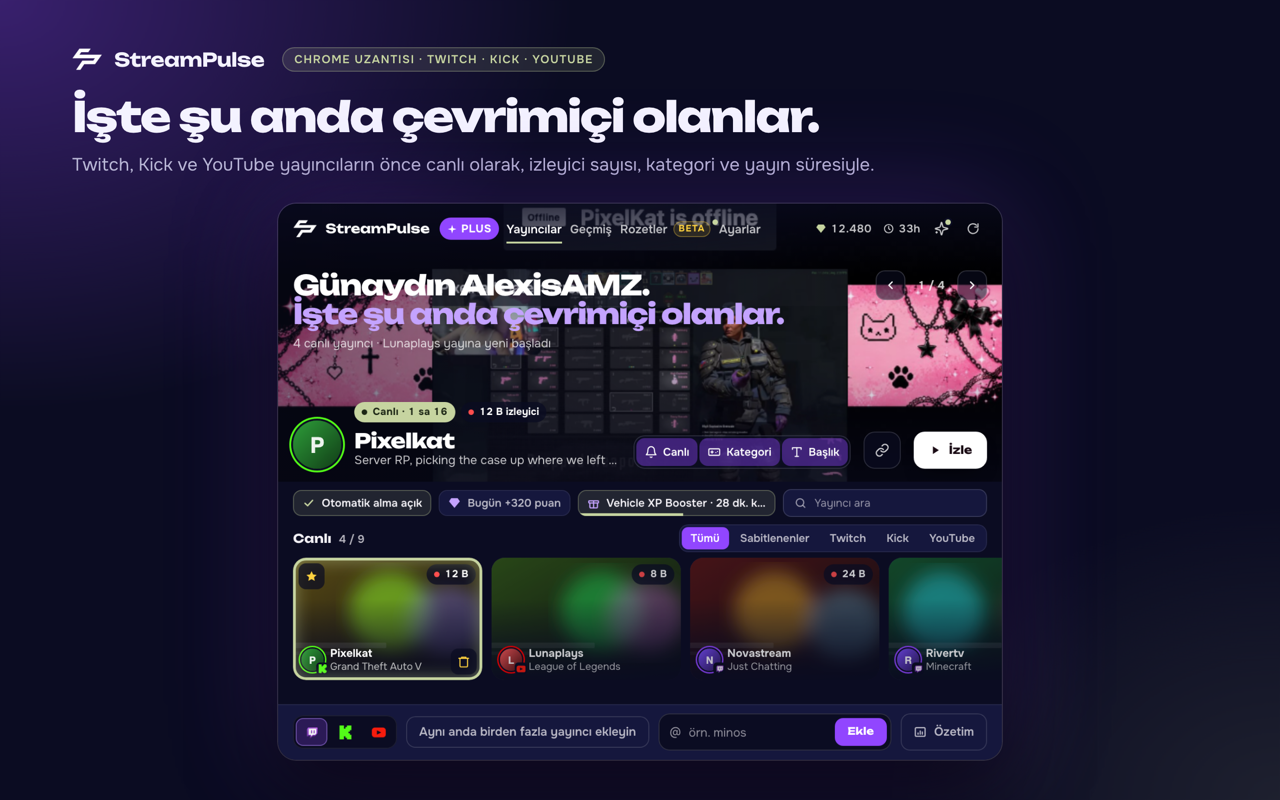 StreamPulse
CHROME UZANTISI · TWITCH · KICK · YOUTUBE
İşte şu anda çevrimiçi olanlar.
Twitch, Kick ve YouTube yayıncıların önce canlı olarak, izleyici sayısı, kategori ve yayın süresiyle.
Offline
PixelKat is offline
StreamPulse
PLUS
Yayıncılar
Geçmiş
Rozetler
BETA
Ayarlar
12.480
33h
Günaydın AlexisAMZ.
İşte şu anda çevrimiçi olanlar.
4 canlı yayıncı · Lunaplays yayına yeni başladı
1 / 4
Canlı · 1 sa 16
12 B izleyici
P
Pixelkat
Server RP, picking the case up where we left ...
Canlı
Kategori
Başlık
İzle
Otomatik alma açık
Bugün +320 puan
Vehicle XP Booster · 28 dk. k...
Yayıncı ara
Canlı 4 / 9
Tümü
Sabitlenenler
Twitch
Kick
YouTube
12 B
P
Pixelkat
Grand Theft Auto V
8 B
L
Lunaplays
League of Legends
24 B
N
Novastream
Just Chatting
R
Rivertv
Minecraft
Aynı anda birden fazla yayıncı ekleyin
@ örn. minos
Ekle
Özetim